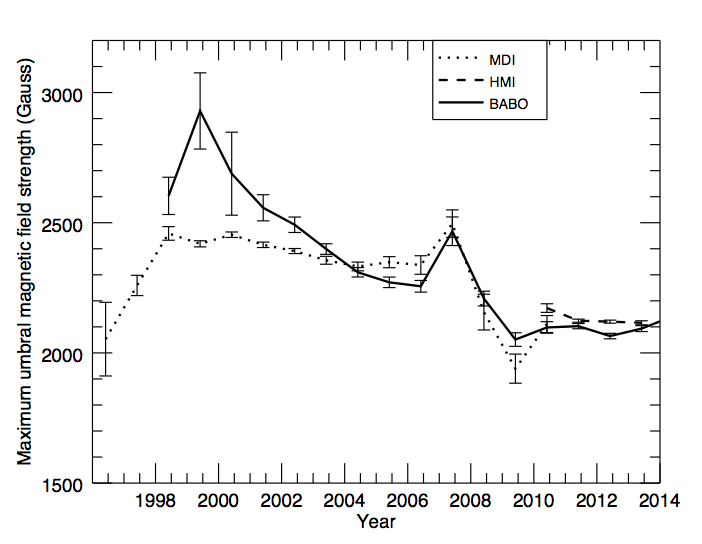 MDI
HMI
BABO
Maximum umbral magnetic field strength (Gauss)
3000
2500
2000
1500
1998 2000 2002 2004 2006 2008 2010 2012 2014
Year